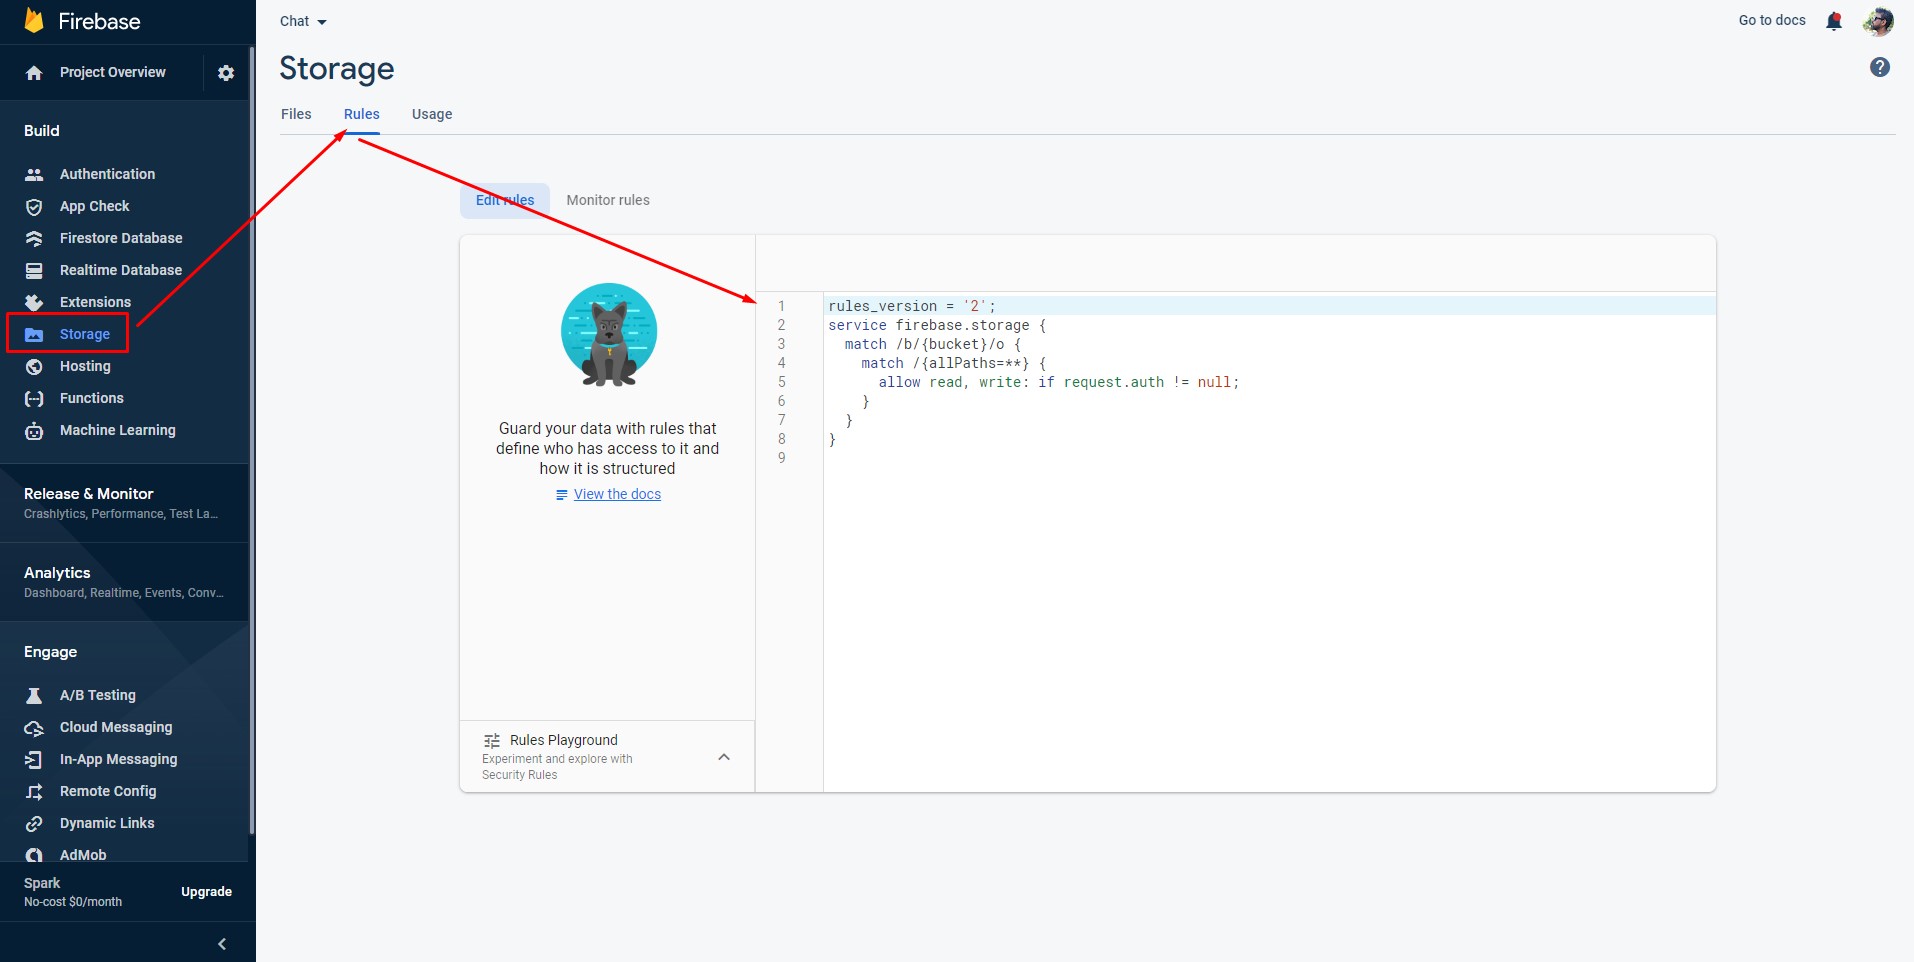 Firebase
Project Overview
Build
Authentication
App Check
Firestore Database
Realtime Database
Extensions
Storage
Hosting
Functions
Machine Learning
Release & Monitor
Crashlytics, Performance, Test La...
Analytics
Dashboard, Realtime, Events, Conv...
Engage
A/B Testing
Cloud Messaging
In-App Messaging
Remote Config
Dynamic Links
AdMob
Spark
No-cost $0/month
Upgrade
Chat
Go to docs
Storage
Files Rules Usage
Edit rules Monitor rules
Guard your data with rules that
define who has access to it and
how it is structured
View the docs
Rules Playground
Experiment and explore with
Security Rules
1 rules_version = '2';
2 service firebase.storage {
3   match /b/{bucket}/o {
4     match /{allPaths=**} {
5       allow read, write: if request.auth != null;
6     }
7   }
8 }
9